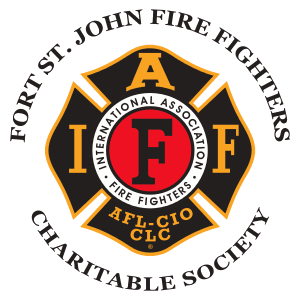 FORT ST. JOHN FIRE FIGHTERS
A
I F F
INTERNATIONAL ASSOCIATION
· FIRE FIGHTERS ·
AFL-CIO
CLC
©
CHARITABLE SOCIETY